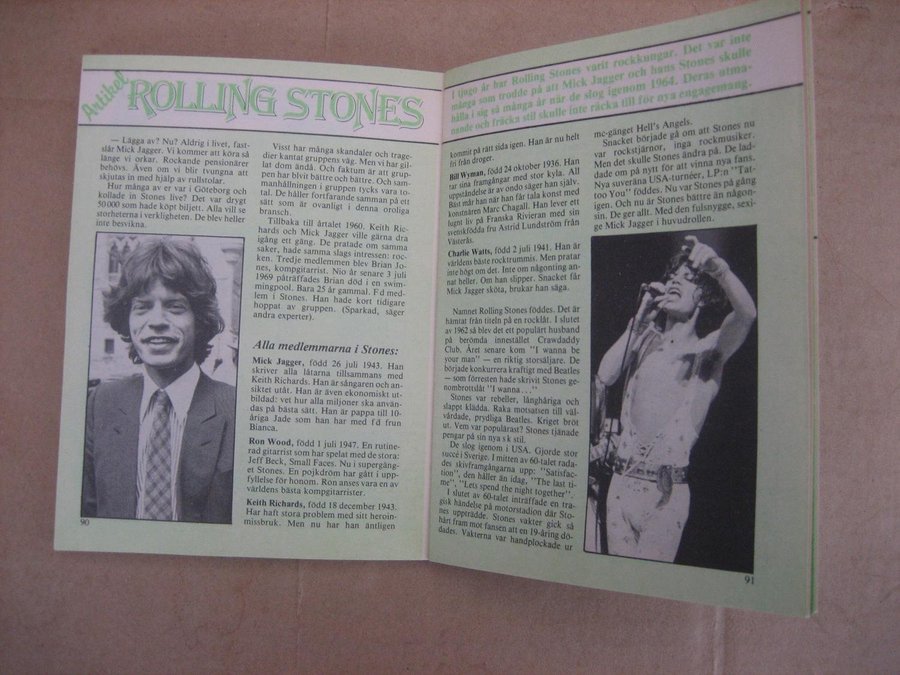 Artikel
ROLLING STONES
— Lägga av? Nu? Aldrig i livet, fast-
slår Mick Jagger. Vi kommer att köra så
länge vi orkar. Rockande pensionärer
behövs. Även om vi blir tvungna att
skjutas in med hjälp av rullstolar.
Hur många av er var i Göteborg och
kollade in Stones live? Det var drygt
50 000 som hade köpt biljett. Alla vill se
storheterna i verkligheten. De blev heller
inte besvikna.
90
Visst har många skandaler och trage-
dier kantat gruppens väg. Men vi har gil-
lat dom ändå. Och faktum är att grup-
pen har blivit bättre och bättre. Och sam-
manhållningen i gruppen tycks vara to-
tal. De håller fortfarande samman på ett
sätt som är ovanligt i denna oroliga
bransch.
Tillbaka till årtalet 1960. Keith Ric-
hards och Mick Jagger ville gärna dra
igång ett gäng. De pratade om samma
saker, hade samma slags intressen: roc-
ken. Tredje medlemmen blev Brian Jo-
nes, kompgitarrist. Nio år senare 3 juli
1969 påträffades Brian död i en swim-
mingpool. Bara 25 år gammal. F d med-
lem i Stones. Han hade kort tidigare
hoppat av gruppen. (Sparkad, säger
andra experter).
Alla medlemmarna i Stones:
Mick Jagger, född 26 juli 1943. Han
skriver alla låtarna tillsammans med
Keith Richards. Han är sångaren och an-
siktet utåt. Han är även ekonomiskt ut-
bildad: vet hur alla miljoner ska använ-
das på bästa sätt. Han är pappa till 10-
åriga Jade som han har med f d frun
Bianca.
Ron Wood, född 1 juli 1947. En rutine-
rad gitarrist som har spelat med de stora:
Jeff Beck, Small Faces. Nu i supergäng-
et Stones. En pojkdröm har gått i upp-
fyllelse för honom. Ron anses vara en av
världens bästa kompgitarrister.
Keith Richards, född 18 december 1943.
Har haft stora problem med sitt heroin-
missbruk. Men nu har han äntligen
I tjugo år har Rolling Stones varit rockkungar. Det var inte
många som trodde på att Mick Jagger och hans Stones skulle
hålla i sig så många år när de slog igenom 1964. Deras utma-
nande och fräcka stil skulle inte räcka till för nya engagemang.
kommit på rätt sida igen. Han är nu helt
fri från droger.
Bill Wyman, född 24 oktober 1936. Han
tar sina framgångar med stor kyla. All
uppståndelse är av ondo säger han själv.
Bäst mår han när han får tala konst med
konstnären Marc Chagall. Han lever ett
lugnt liv på Franska Rivieran med sin
svenskfödda fru Astrid Lundström från
Västerås.
Charlie Watts, född 2 juli 1941. Han är
världens bäste rocktrummis. Men pratar
inte högt om det. Inte om någonting an-
nat heller. Om han slipper. Snacket får
Mick Jagger sköta, brukar han säga.
Namnet Rolling Stones föddes. Det är
hämtat från titeln på en rocklåt. I slutet
av 1962 så blev det ett populärt husband
på berömda innestället Crawdaddy
Club. Året senare kom "I wanna be
your man" — en riktig storsäljare. De
började konkurrera kraftigt med Beatles
— som förresten hade skrivit Stones ge-
nombrottslåt "I wanna..."
Stones var rebeller, långhåriga och
slappt klädda. Raka motsatsen till väl-
vårdade, prydliga Beatles. Kriget bröt
ut. Vem var populärast? Stones tjänade
pengar på sin nya s k stil.
De slog igenom i USA. Gjorde stor
succé i Sverige. I mitten av 60-talet rada-
des skivframgångarna upp: "Satisfac-
tion", den håller än idag, "The last ti-
me", "Lets spend the night together".
I slutet av 60-talet inträffade en tra-
gisk händelse på motorstadion där Sto-
nes uppträdde. Stones vakter gick så
hårt fram mot fansen att en 19-åring dö-
dades. Vakterna var handplockade ur
mc-gänget Hell's Angels.
Snacket började gå om att Stones nu
var rockstjärnor, inga rockmusiker.
Men det skulle Stones ändra på. De lad-
dade om på nytt för att vinna nya fans.
Nya suveräna USA-turnéer, LP:n "Tat-
too You" föddes. Nu var Stones på gång
igen. Och nu är Stones bättre än någon-
sin. De ger allt. Med den fulsnygge, sexi-
ge Mick Jagger i huvudrollen.
91